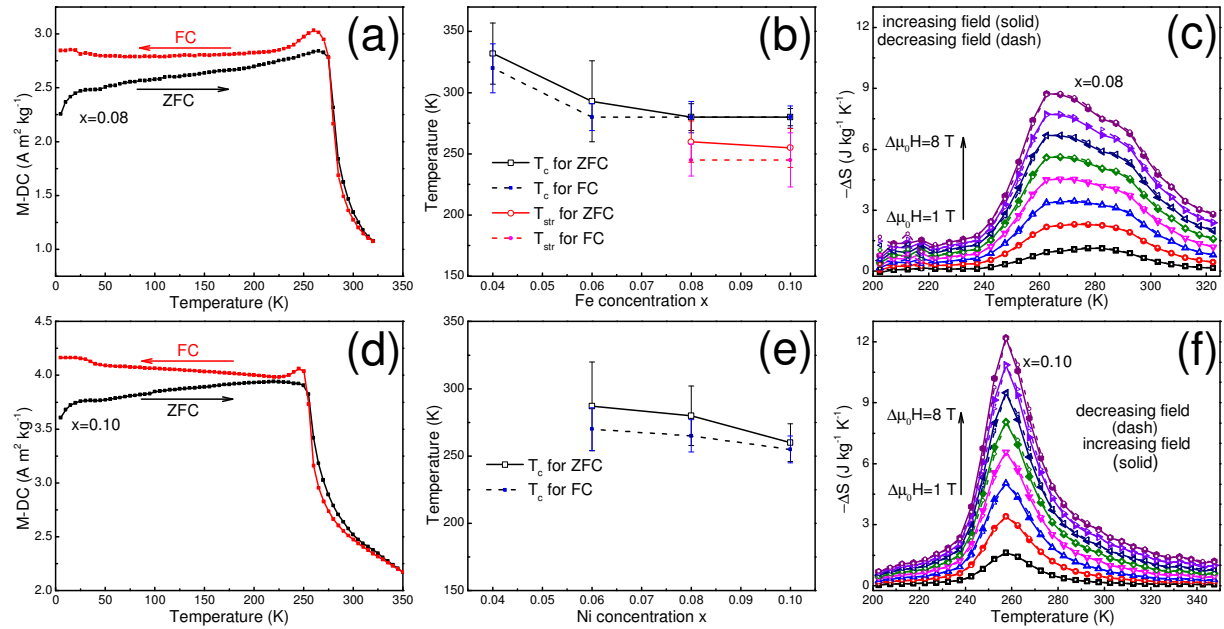 (a)
3.0
2.5
2.0
1.5
1.0
M-DC (A m² kg⁻¹)
FC
ZFC
x=0.08
0 50 100 150 200 250 300 350
Temperature (K)
(b)
350
300
250
200
150
Temperature (K)
T_c for ZFC
T_c for FC
T_str for ZFC
T_str for FC
0.04 0.05 0.06 0.07 0.08 0.09 0.10
Fe concentration x
(c)
increasing field (solid)
decreasing field (dash)
12
9
6
3
0
−ΔS (J kg⁻¹ K⁻¹)
x=0.08
Δμ₀H=8 T
Δμ₀H=1 T
200 220 240 260 280 300 320
Tempterature (K)
(d)
4.5
4.0
3.5
3.0
2.5
2.0
M-DC (A m² kg⁻¹)
FC
ZFC
x=0.10
0 50 100 150 200 250 300 350
Temperature (K)
(e)
350
300
250
200
150
Temperature (K)
T_c for ZFC
T_c for FC
0.04 0.05 0.06 0.07 0.08 0.09 0.10
Ni concentration x
(f)
12
9
6
3
0
−ΔS (J kg⁻¹ K⁻¹)
x=0.10
Δμ₀H=8 T
Δμ₀H=1 T
decreasing field
(dash)
increasing field
(solid)
200 220 240 260 280 300 320 340
Tempterature (K)